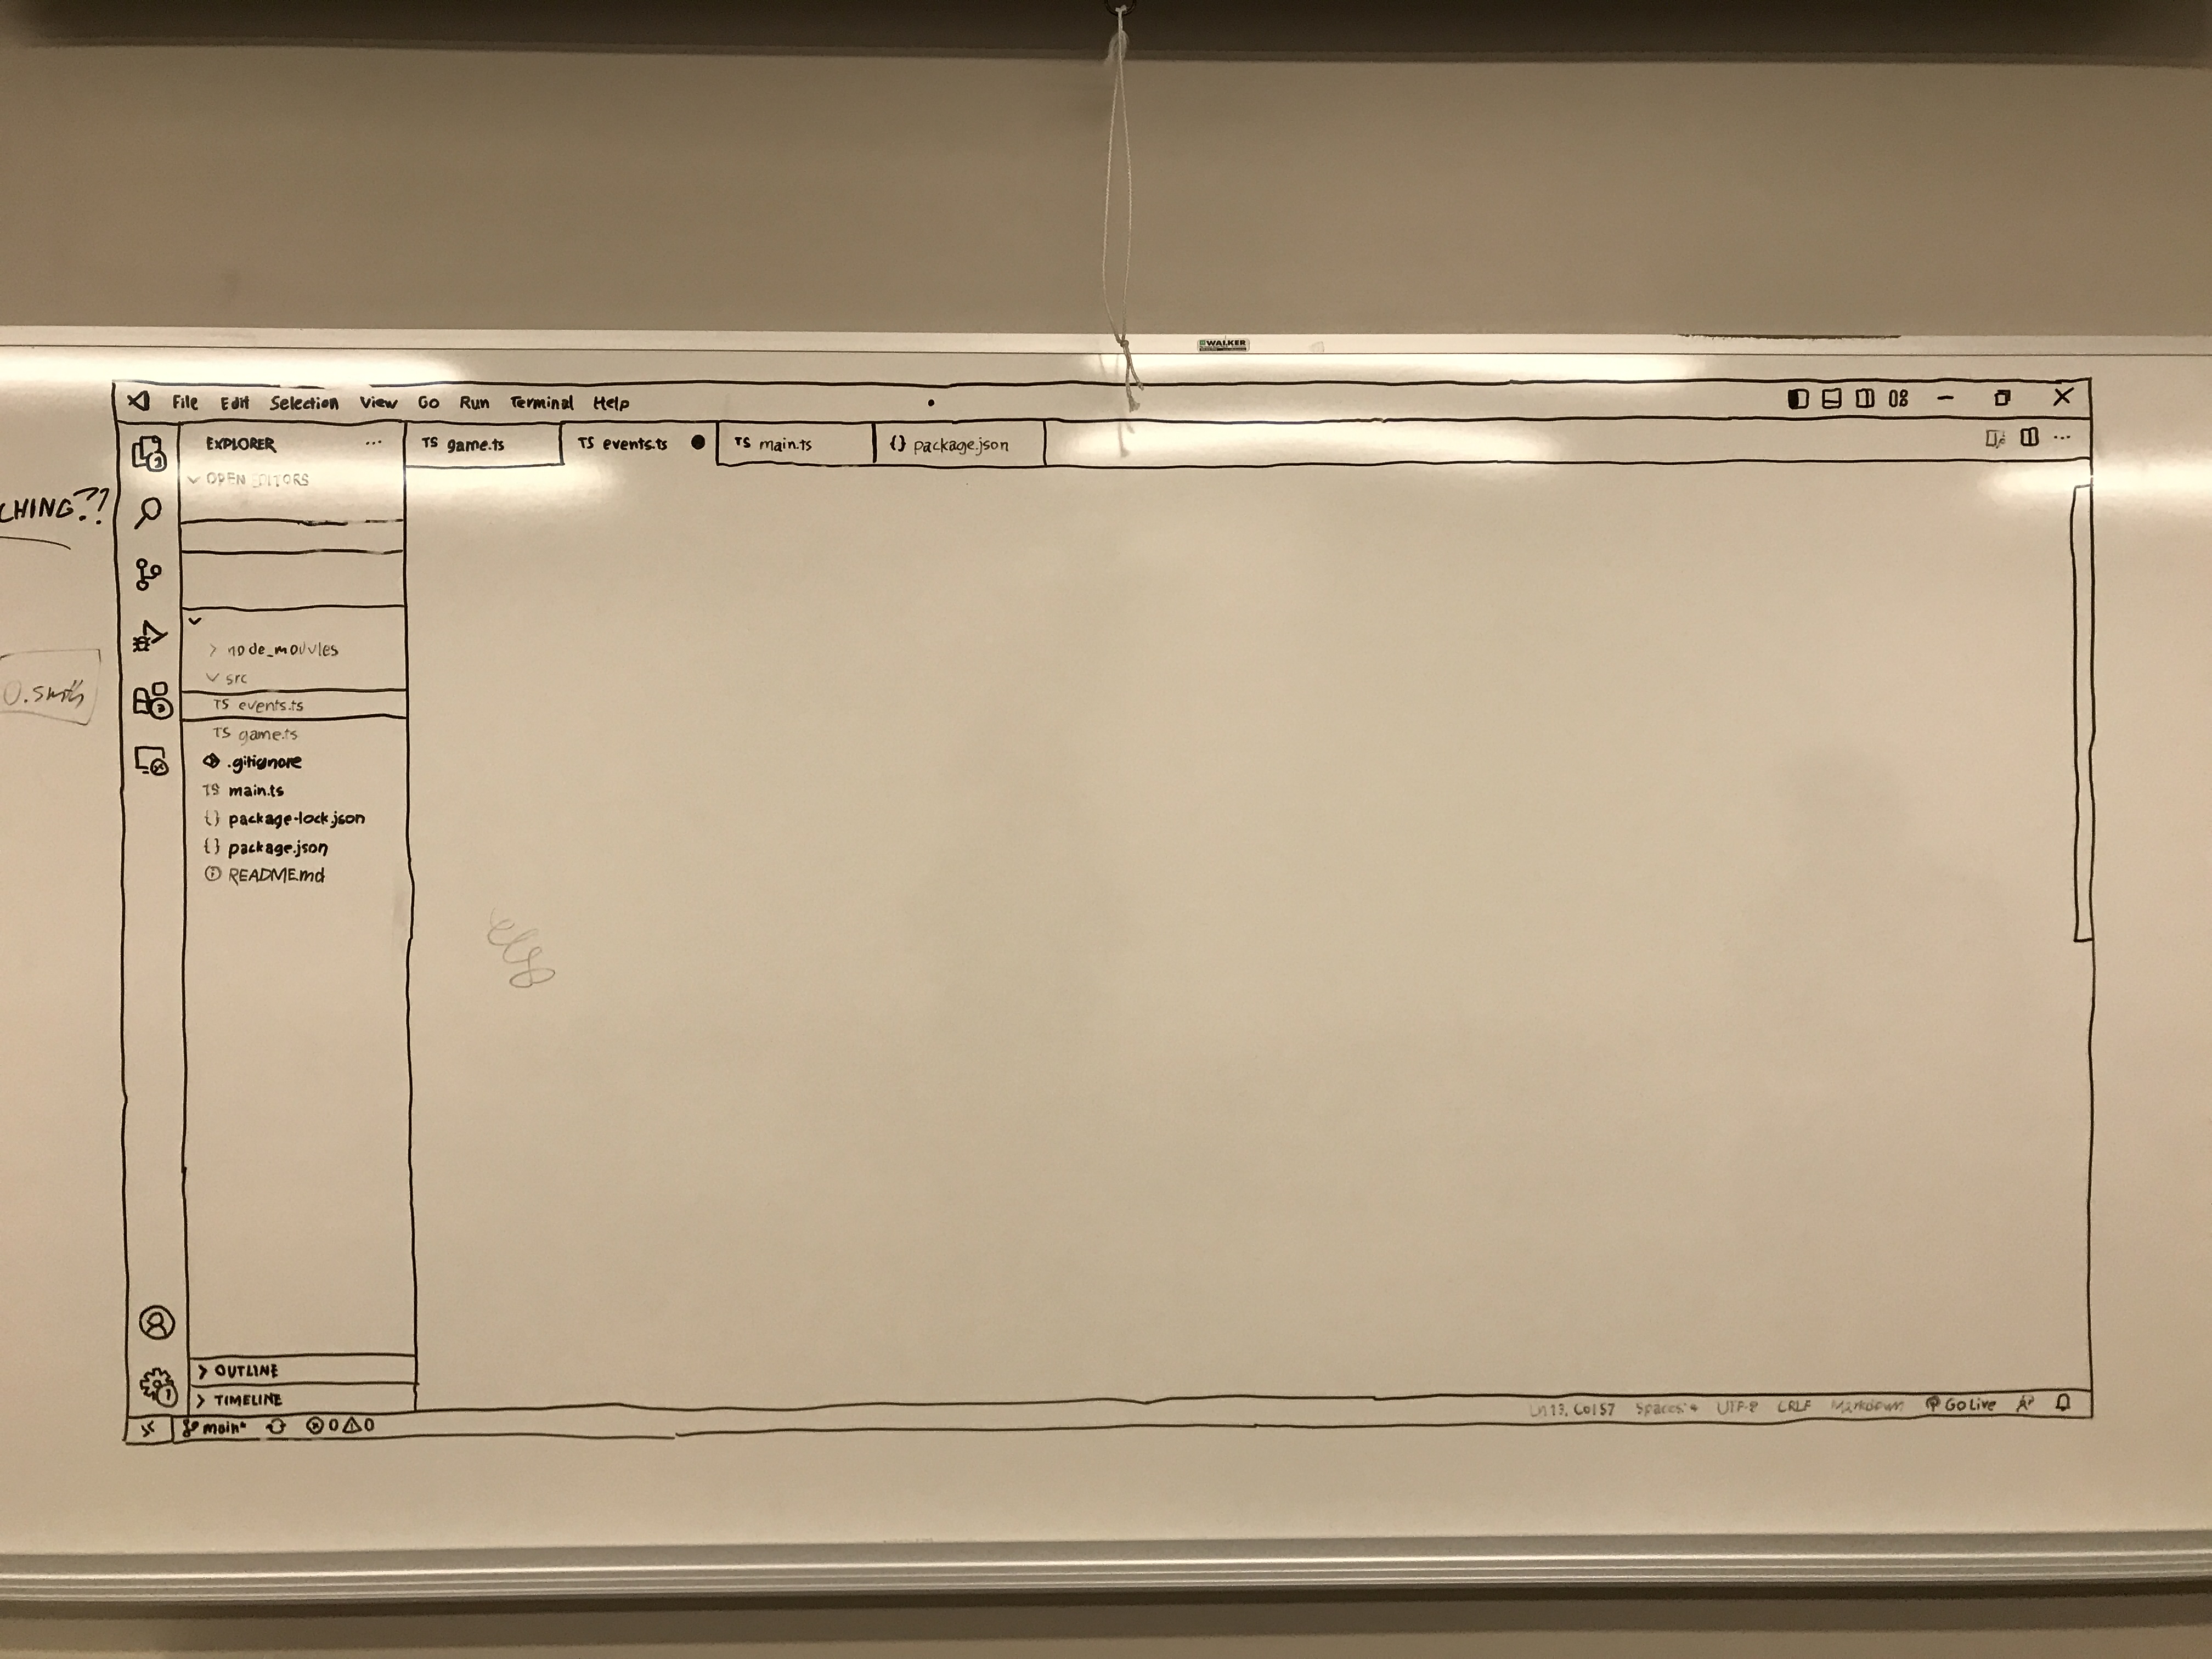 WALKER
File Edit Selection View Go Run Terminal Help
EXPLORER ...
TS game.ts
TS events.ts
TS main.ts
{} package.json
...
OPEN EDITORS
CHING??
> node_modules
src
TS events.ts
O. Smith
TS game.ts
.gitignore
TS main.ts
{} package-lock.json
{} package.json
README.md
> OUTLINE
> TIMELINE
main* 0 0
Ln 13, Col 57 Spaces: 4 UTF-8 CRLF Markdown Go Live